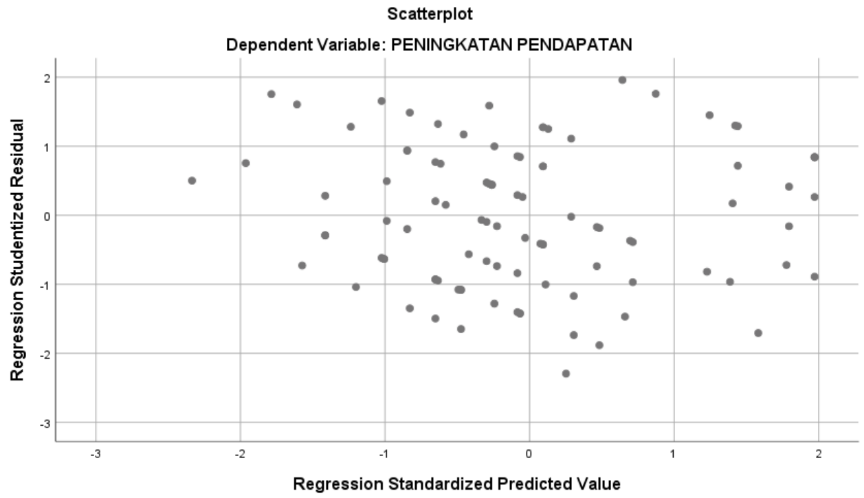 Scatterplot
Dependent Variable: PENINGKATAN PENDAPATAN
Regression Studentized Residual
2
1
0
-1
-2
-3
-3 -2 -1 0 1 2
Regression Standardized Predicted Value